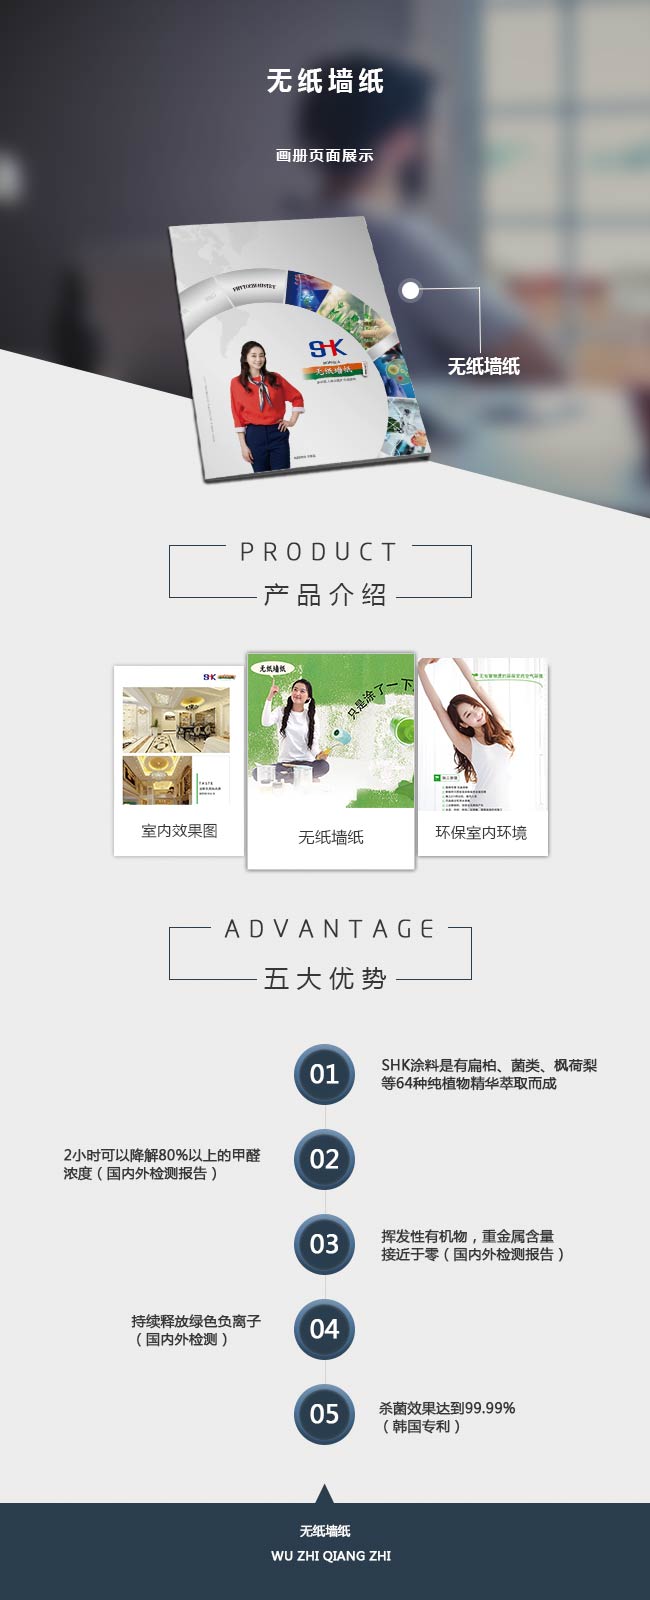 无纸墙纸
画册页面展示
PHYTOCHEMISTRY
SHK
无纸墙纸
无纸墙纸
PRODUCT
产品介绍
SHK
无纸墙纸
只是涂了一下
TASTE
室内效果图
无纸墙纸
环保室内环境
ADVANTAGE
五大优势
01
SHK涂料是有扁柏、菌类、枫荷梨
等64种纯植物精华萃取而成
2小时可以降解80%以上的甲醛
浓度（国内外检测报告）
02
03
挥发性有机物，重金属含量
接近于零（国内外检测报告）
持续释放绿色负离子
（国内外检测）
04
05
杀菌效果达到99.99%
（韩国专利）
无纸墙纸
WU ZHI QIANG ZHI